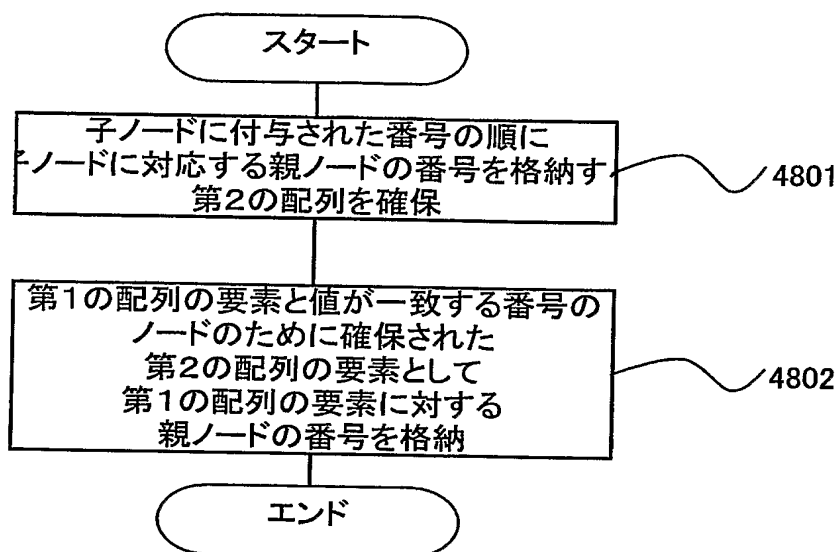 スタート
子ノードに付与された番号の順に
子ノードに対応する親ノードの番号を格納す
第2の配列を確保
4801
第1の配列の要素と値が一致する番号の
ノードのために確保された
第2の配列の要素として
第1の配列の要素に対する
親ノードの番号を格納
4802
エンド